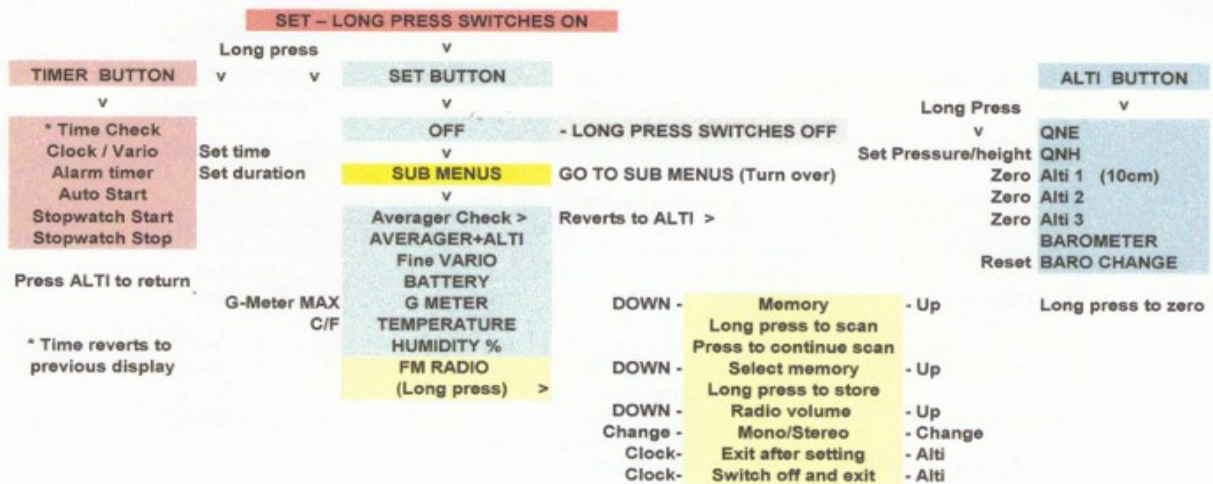 SET – LONG PRESS SWITCHES ON
Long press v
TIMER BUTTON v v SET BUTTON ALTI BUTTON
v v Long Press v
* Time Check OFF - LONG PRESS SWITCHES OFF v QNE
Clock / Vario Set time v Set Pressure/height QNH
Alarm timer Set duration SUB MENUS GO TO SUB MENUS (Turn over) Zero Alti 1 (10cm)
Auto Start v Zero Alti 2
Stopwatch Start Averager Check > Reverts to ALTI > Zero Alti 3
Stopwatch Stop AVERAGER+ALTI BAROMETER
Fine VARIO Reset BARO CHANGE
Press ALTI to return BATTERY
G-Meter MAX G METER DOWN - Memory - Up Long press to zero
C/F TEMPERATURE Long press to scan
* Time reverts to HUMIDITY % Press to continue scan
previous display FM RADIO DOWN - Select memory - Up
(Long press) > Long press to store
DOWN - Radio volume - Up
Change - Mono/Stereo - Change
Clock- Exit after setting - Alti
Clock- Switch off and exit - Alti